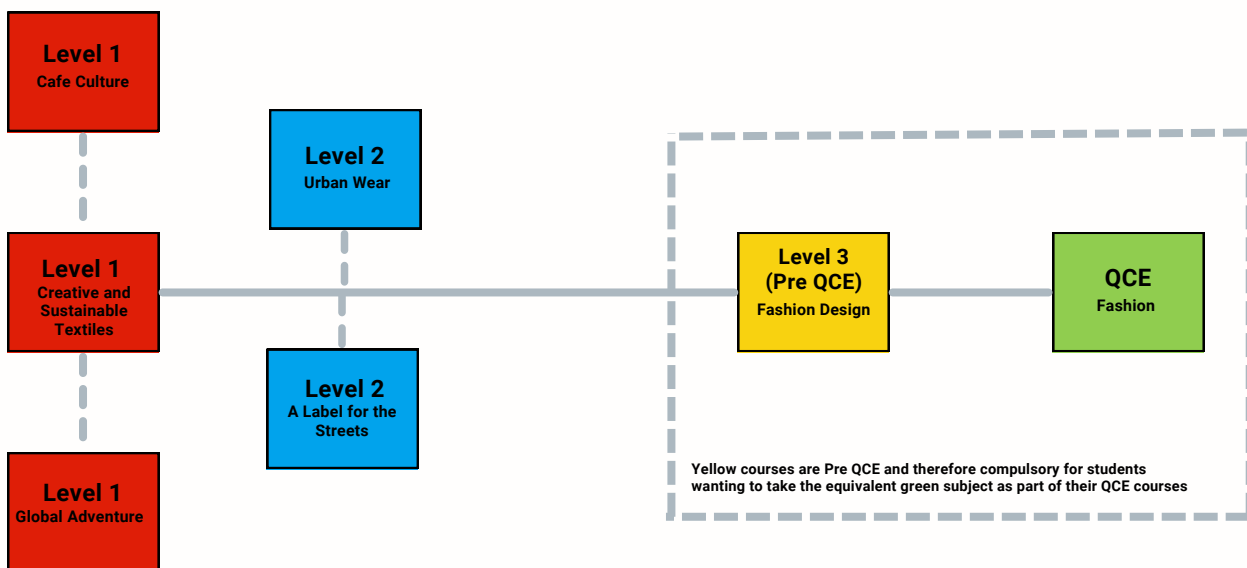 Level 1
Cafe Culture
Level 2
Urban Wear
Level 1
Creative and
Sustainable
Textiles
Level 3
(Pre QCE)
Fashion Design
QCE
Fashion
Level 2
A Label for the
Streets
Level 1
Global Adventure
Yellow courses are Pre QCE and therefore compulsory for students
wanting to take the equivalent green subject as part of their QCE courses